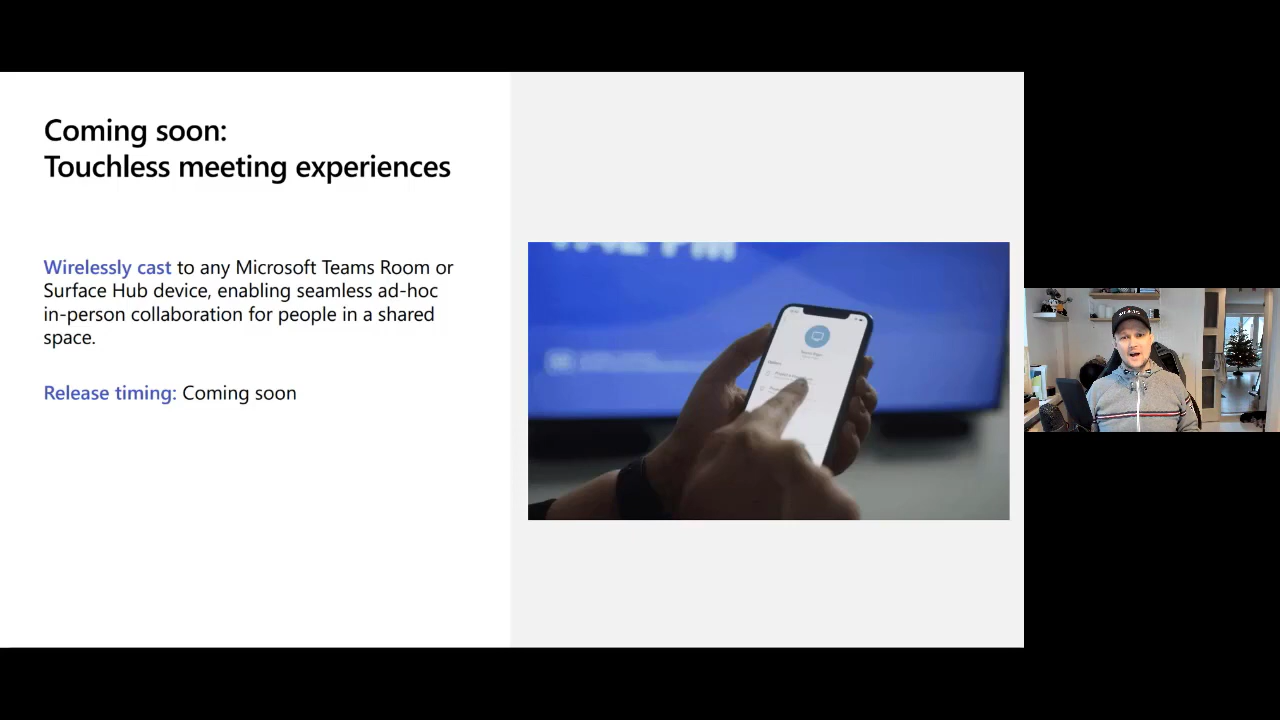 Coming soon:
Touchless meeting experiences
Wirelessly cast to any Microsoft Teams Room or
Surface Hub device, enabling seamless ad-hoc
in-person collaboration for people in a shared
space.
Release timing: Coming soon